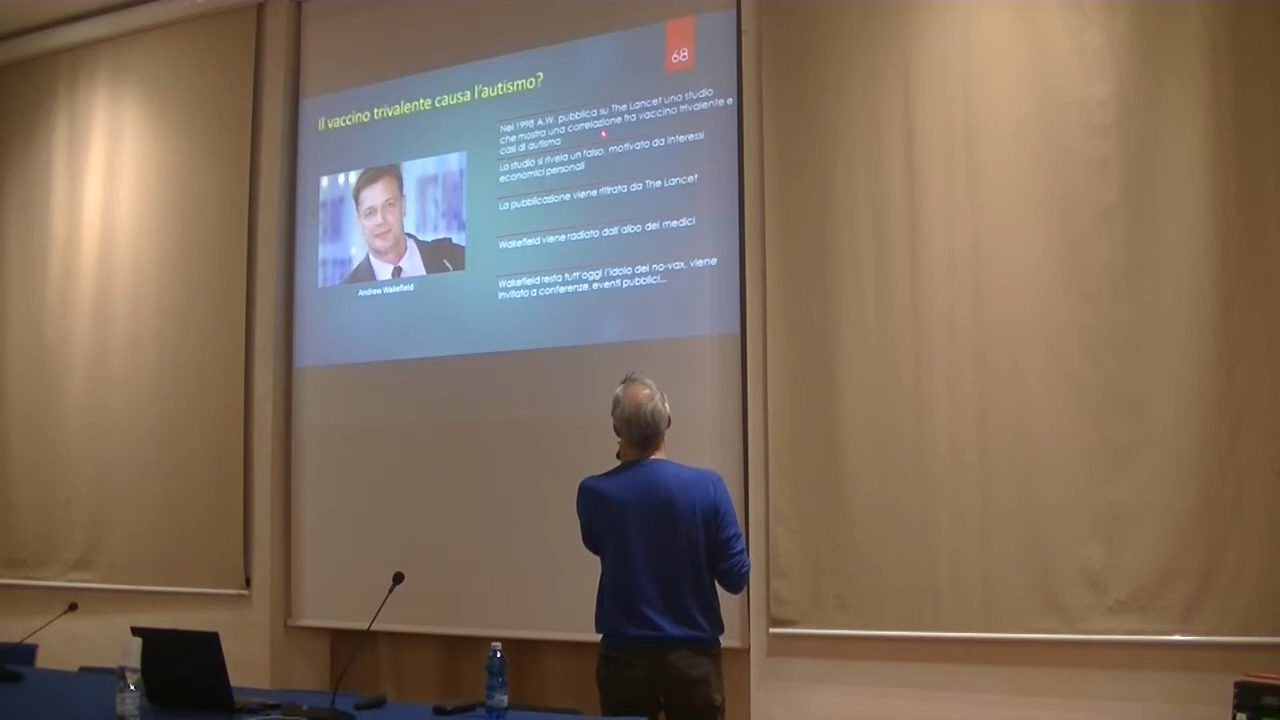 68
Il vaccino trivalente causa l'autismo?
Nel 1998 A.W. pubblica su The Lancet uno studio
che mostra una correlazione fra vaccino trivalente e
casi di autismo
Lo studio si rivela un falso, motivato da interessi
economici personali
La pubblicazione viene ritirata da The Lancet
Wakefield viene radiato dall'albo dei medici
Wakefield resta tutt'oggi l'idolo dei no-vax, viene
invitato a conferenze, eventi pubblici...
Andrew Wakefield